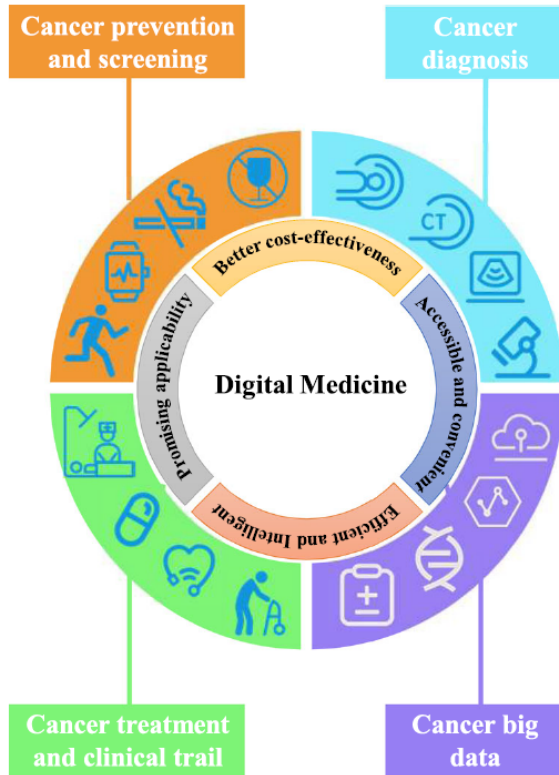 Cancer prevention
and screening
Cancer
diagnosis
CT
Better cost-effectiveness
Promising applicability
Accessible and convenient
Digital Medicine
Efficient and Intelligent
Cancer treatment
and clinical trail
Cancer big
data